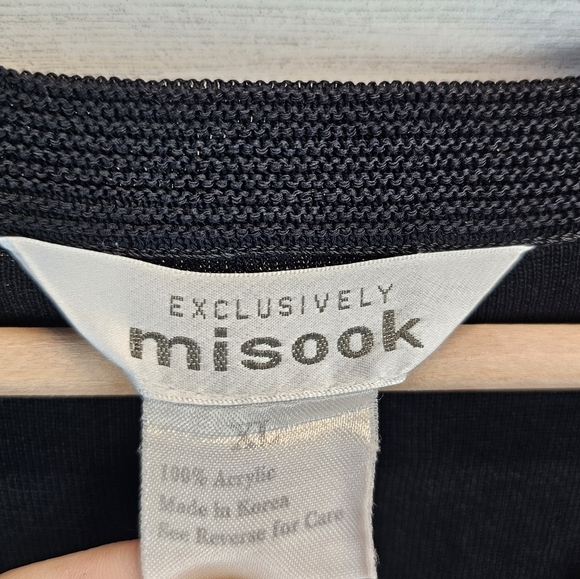 EXCLUSIVELY
misook
XL
100% Acrylic
Made in Korea
See Reverse for Care